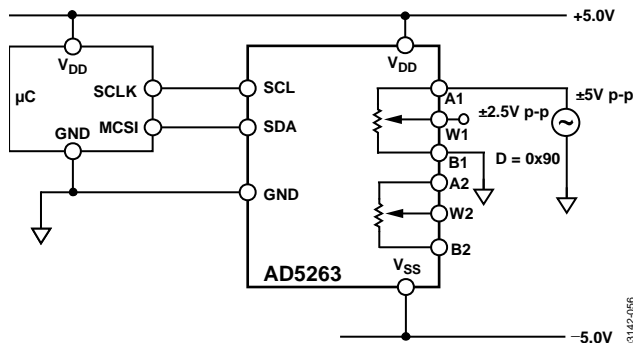 +5.0V
VDD
µC
SCLK
MCSI
GND
VDD
SCL
SDA
GND
AD5263
VSS
A1
W1
B1
A2
W2
B2
±5V p-p
±2.5V p-p
D = 0x90
–5.0V
3142-056